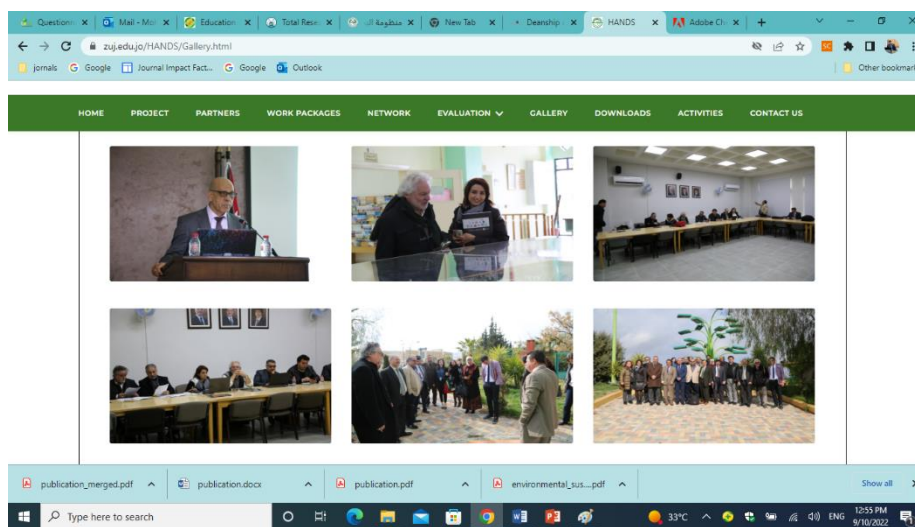 Question
Mail - Mo
Education
Total Rese
منظومة ال
New Tab
Deanship
HANDS
Adobe Ch
zuj.edu.jo/HANDS/Gallery.html
jornals
Google
Journal Impact Fact...
Google
Outlook
Other bookmark
HOME PROJECT PARTNERS WORK PACKAGES NETWORK EVALUATION GALLERY DOWNLOADS ACTIVITIES CONTACT US
publication_merged.pdf
publication.docx
publication.pdf
environmental_sus....pdf
Show all
Type here to search
33°C
ENG
12:55 PM
9/10/2022